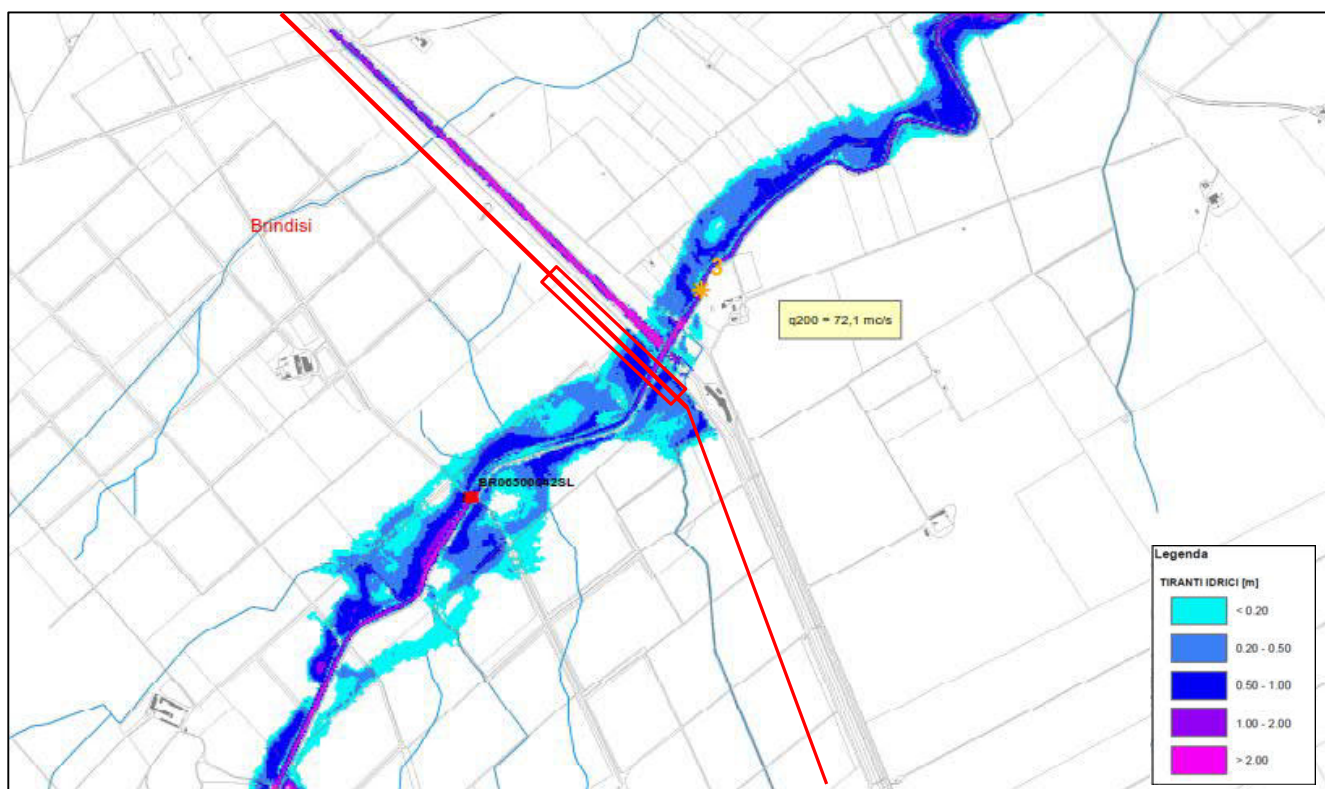 Brindisi
3
q200 = 72,1 mc/s
BR06500042SL
Legenda
TIRANTI IDRICI [m]
< 0.20
0.20 - 0.50
0.50 - 1.00
1.00 - 2.00
> 2.00